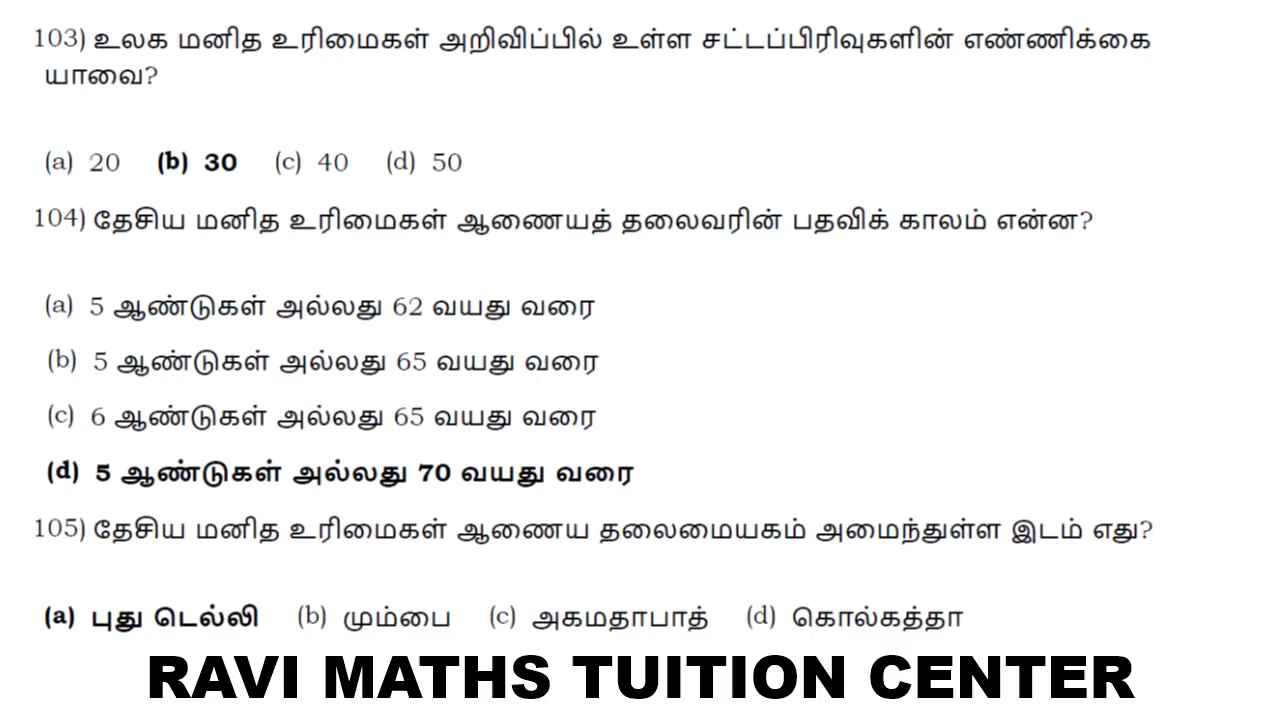 103) உலக மனித உரிமைகள் அறிவிப்பில் உள்ள சட்டப்பிரிவுகளின் எண்ணிக்கை
யாவை?
(a) 20 (b) 30 (c) 40 (d) 50
104) தேசிய மனித உரிமைகள் ஆணையத் தலைவரின் பதவிக் காலம் என்ன?
(a) 5 ஆண்டுகள் அல்லது 62 வயது வரை
(b) 5 ஆண்டுகள் அல்லது 65 வயது வரை
(c) 6 ஆண்டுகள் அல்லது 65 வயது வரை
(d) 5 ஆண்டுகள் அல்லது 70 வயது வரை
105) தேசிய மனித உரிமைகள் ஆணைய தலைமையகம் அமைந்துள்ள இடம் எது?
(a) புது டெல்லி (b) மும்பை (c) அகமதாபாத் (d) கொல்கத்தா
RAVI MATHS TUITION CENTER